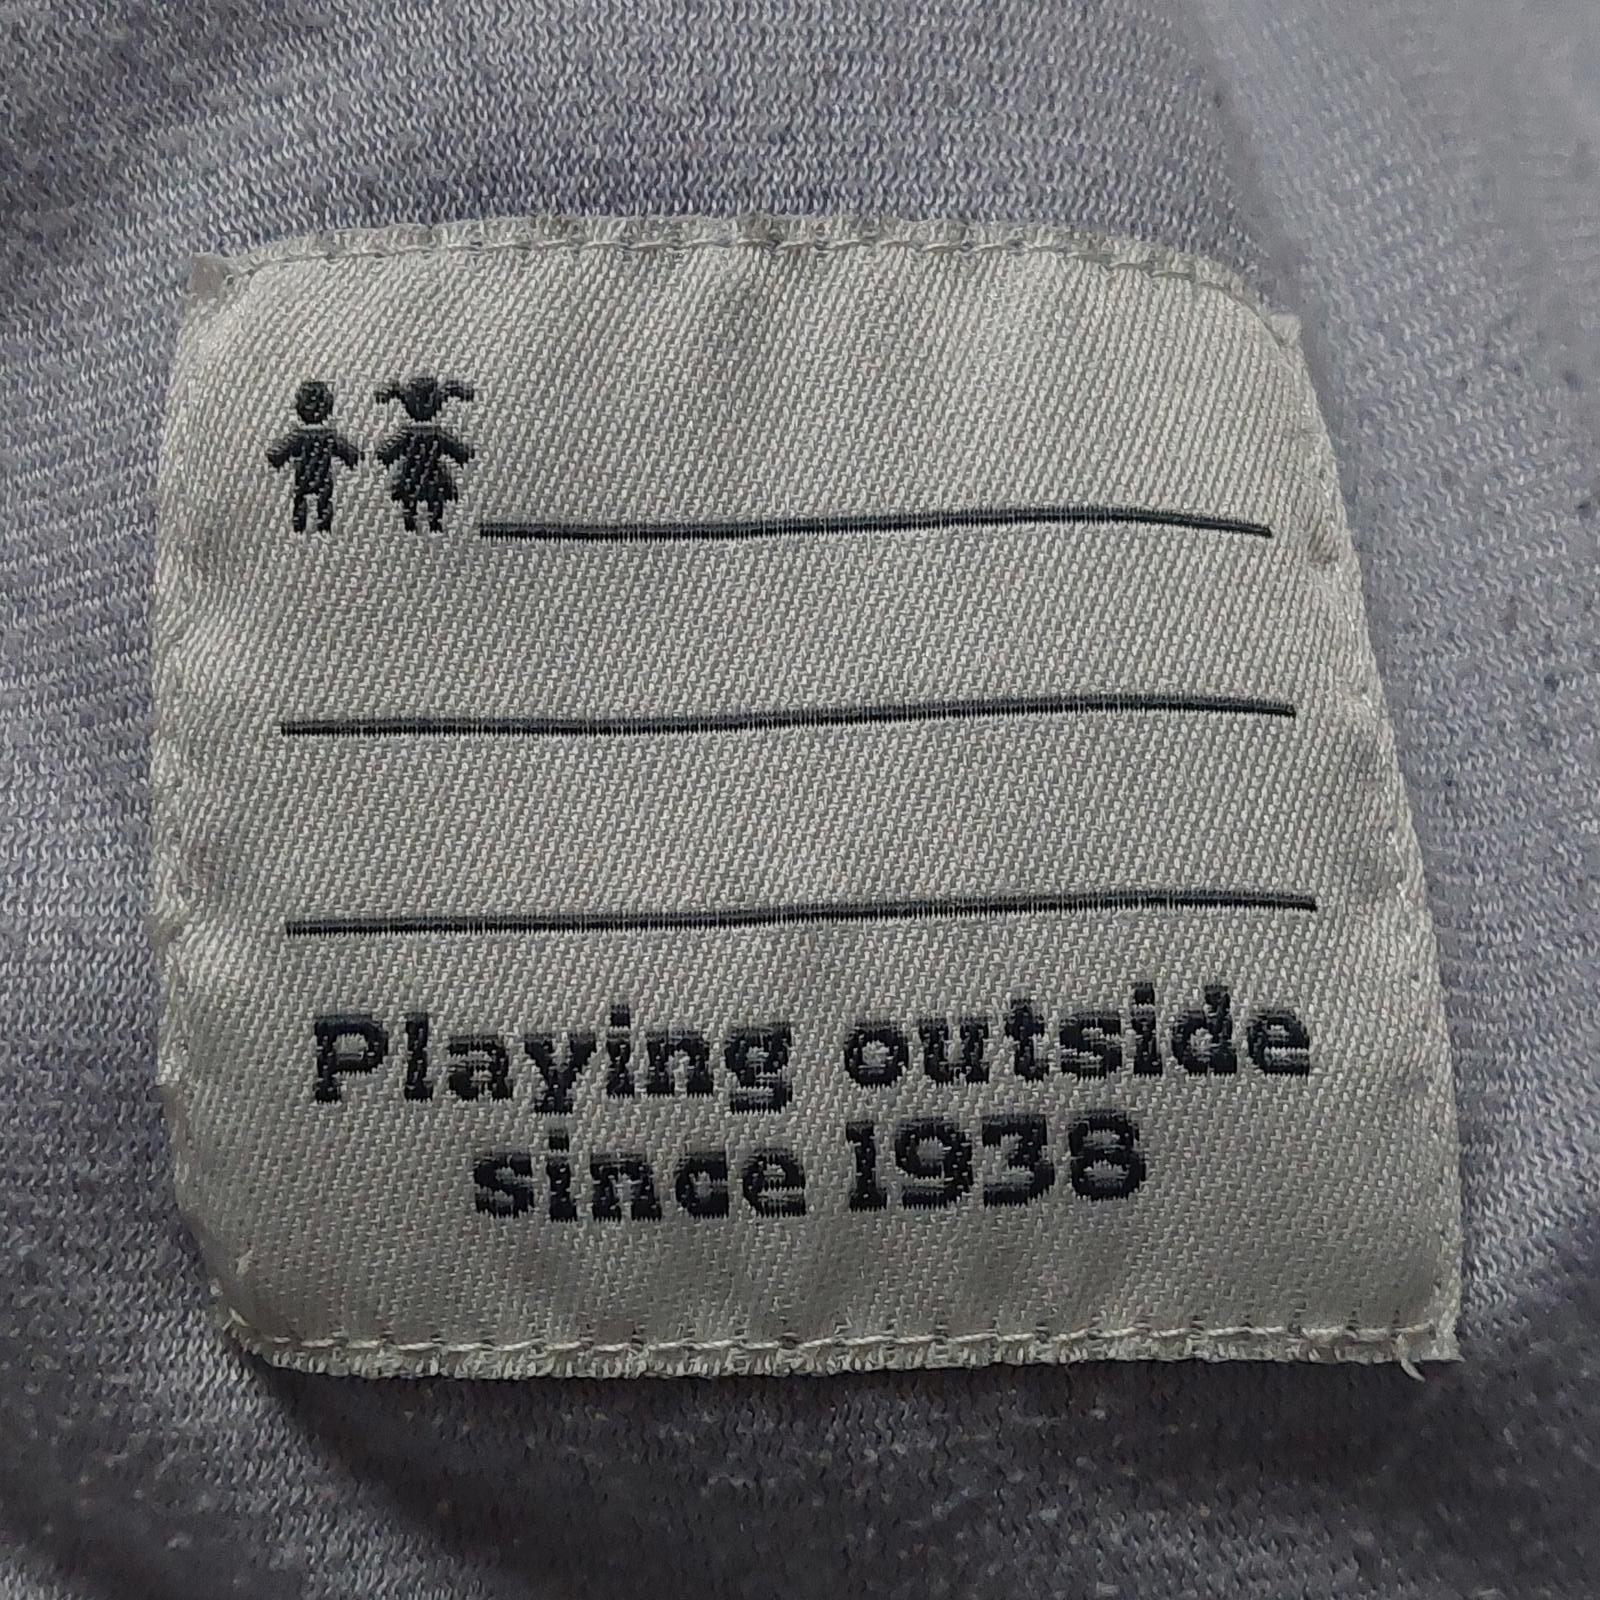 Playing outside
since 1938